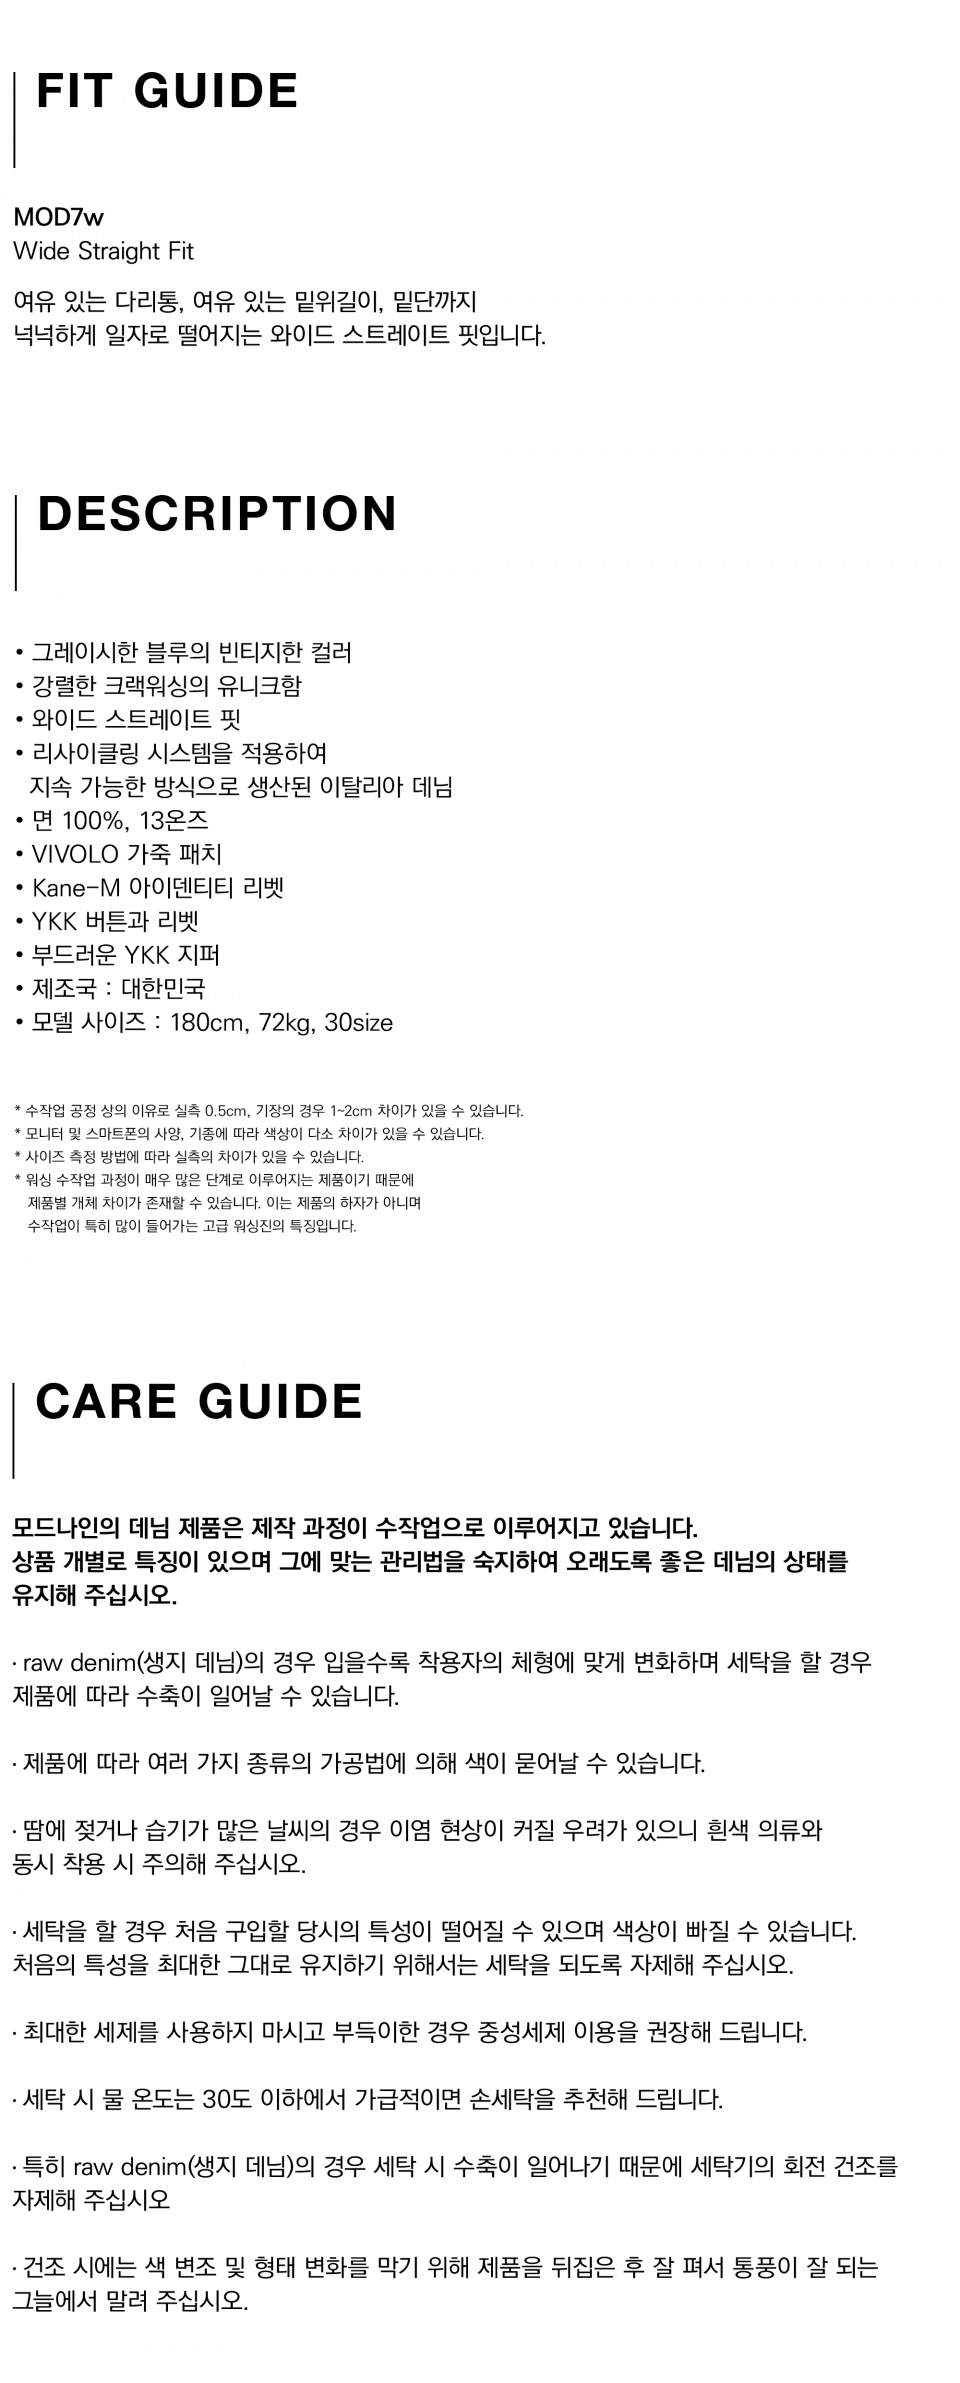 FIT GUIDE
MOD7w
Wide Straight Fit
여유 있는 다리통, 여유 있는 밑위길이, 밑단까지
넉넉하게 일자로 떨어지는 와이드 스트레이트 핏입니다.
DESCRIPTION
• 그레이시한 블루의 빈티지한 컬러
• 강렬한 크랙워싱의 유니크함
• 와이드 스트레이트 핏
• 리사이클링 시스템을 적용하여
지속 가능한 방식으로 생산된 이탈리아 데님
• 면 100%, 13온즈
• VIVOLO 가죽 패치
• Kane-M 아이덴티티 리벳
• YKK 버튼과 리벳
• 부드러운 YKK 지퍼
• 제조국 : 대한민국
• 모델 사이즈 : 180cm, 72kg, 30size
* 수작업 공정 상의 이유로 실측 0.5cm, 기장의 경우 1~2cm 차이가 있을 수 있습니다.
* 모니터 및 스마트폰의 사양, 기종에 따라 색상이 다소 차이가 있을 수 있습니다.
* 사이즈 측정 방법에 따라 실측의 차이가 있을 수 있습니다.
* 워싱 수작업 과정이 매우 많은 단계로 이루어지는 제품이기 때문에
제품별 개체 차이가 존재할 수 있습니다. 이는 제품의 하자가 아니며
수작업이 특히 많이 들어가는 고급 워싱진의 특징입니다.
CARE GUIDE
모드나인의 데님 제품은 제작 과정이 수작업으로 이루어지고 있습니다.
상품 개별로 특징이 있으며 그에 맞는 관리법을 숙지하여 오래도록 좋은 데님의 상태를
유지해 주십시오.
· raw denim(생지 데님)의 경우 입을수록 착용자의 체형에 맞게 변화하며 세탁을 할 경우
제품에 따라 수축이 일어날 수 있습니다.
· 제품에 따라 여러 가지 종류의 가공법에 의해 색이 묻어날 수 있습니다.
· 땀에 젖거나 습기가 많은 날씨의 경우 이염 현상이 커질 우려가 있으니 흰색 의류와
동시 착용 시 주의해 주십시오.
· 세탁을 할 경우 처음 구입할 당시의 특성이 떨어질 수 있으며 색상이 빠질 수 있습니다.
처음의 특성을 최대한 그대로 유지하기 위해서는 세탁을 되도록 자제해 주십시오.
· 최대한 세제를 사용하지 마시고 부득이한 경우 중성세제 이용을 권장해 드립니다.
· 세탁 시 물 온도는 30도 이하에서 가급적이면 손세탁을 추천해 드립니다.
· 특히 raw denim(생지 데님)의 경우 세탁 시 수축이 일어나기 때문에 세탁기의 회전 건조를
자제해 주십시오
· 건조 시에는 색 변조 및 형태 변화를 막기 위해 제품을 뒤집은 후 잘 펴서 통풍이 잘 되는
그늘에서 말려 주십시오.